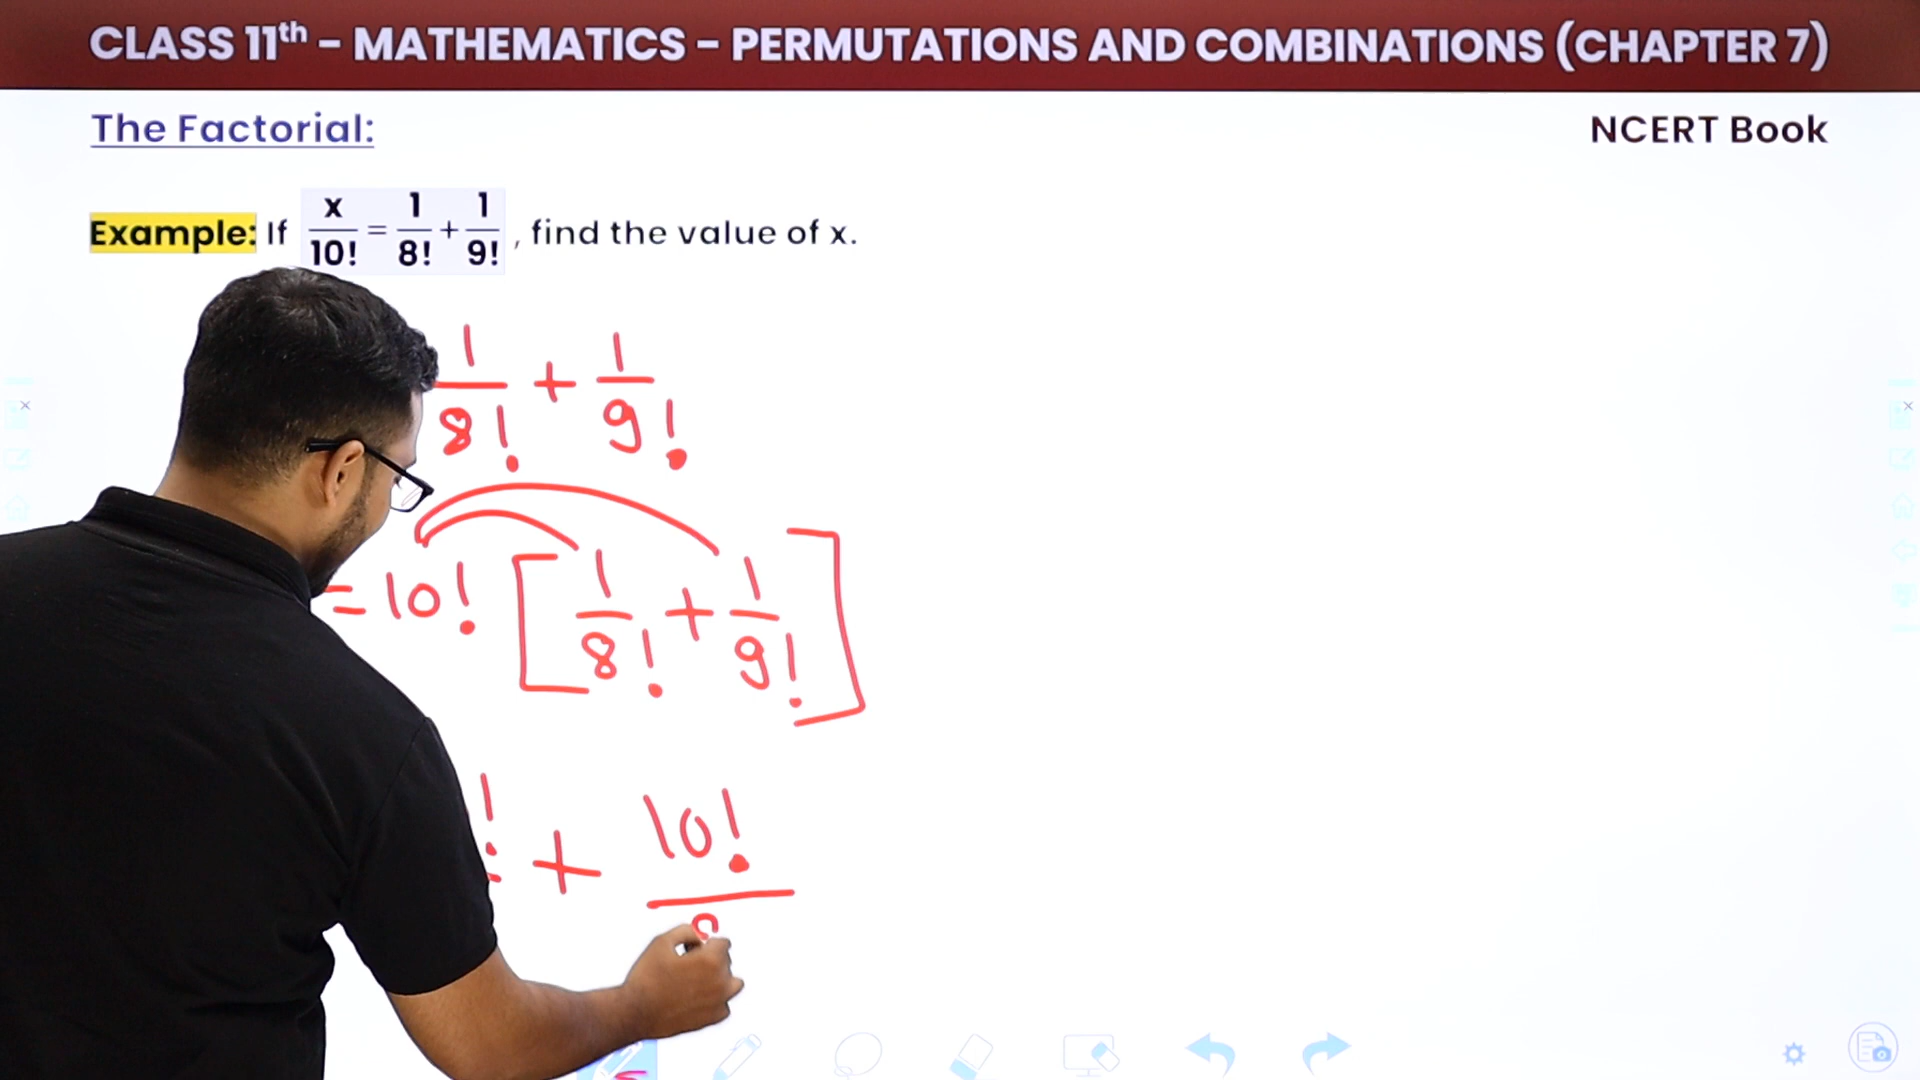 CLASS 11th - MATHEMATICS - PERMUTATIONS AND COMBINATIONS (CHAPTER 7)
The Factorial:
NCERT Book
Example: If x/10! = 1/8! + 1/9! , find the value of x.
1/8! + 1/9!
= 10! [ 1/8! + 1/9! ]
! + 10!